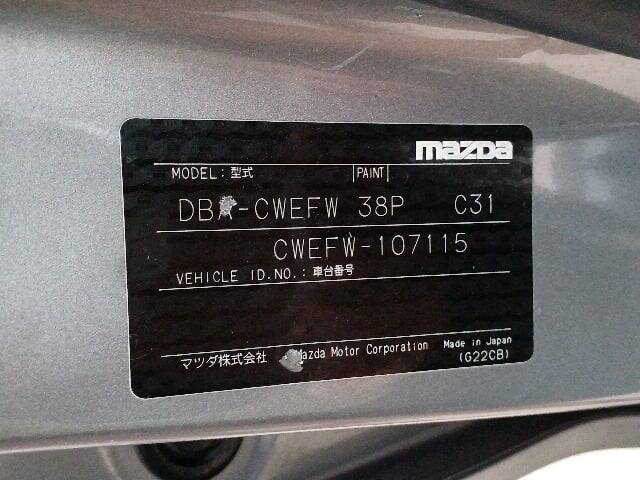 mazda
MODEL:型式 PAINT
DBA-CWEFW 38P C31
CWEFW-107115
VEHICLE ID.NO.:車台番号
マツダ株式会社 Mazda Motor Corporation Made in Japan
(G22CB)